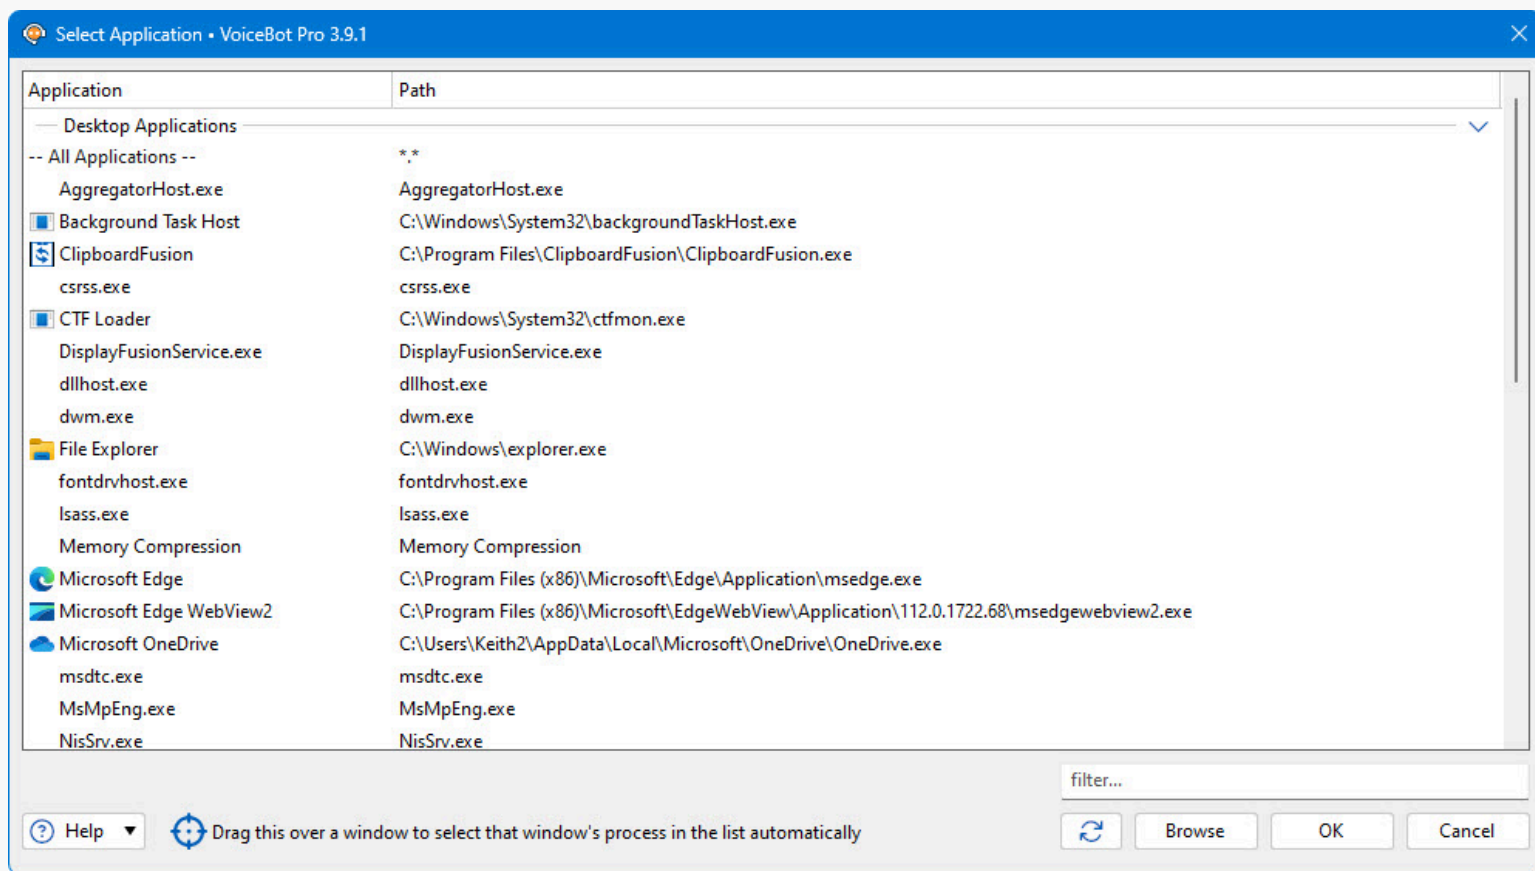 Select Application • VoiceBot Pro 3.9.1
Application Path
Desktop Applications
-- All Applications -- *.*
AggregatorHost.exe AggregatorHost.exe
Background Task Host C:\Windows\System32\backgroundTaskHost.exe
ClipboardFusion C:\Program Files\ClipboardFusion\ClipboardFusion.exe
csrss.exe csrss.exe
CTF Loader C:\Windows\System32\ctfmon.exe
DisplayFusionService.exe DisplayFusionService.exe
dllhost.exe dllhost.exe
dwm.exe dwm.exe
File Explorer C:\Windows\explorer.exe
fontdrvhost.exe fontdrvhost.exe
lsass.exe lsass.exe
Memory Compression Memory Compression
Microsoft Edge C:\Program Files (x86)\Microsoft\Edge\Application\msedge.exe
Microsoft Edge WebView2 C:\Program Files (x86)\Microsoft\EdgeWebView\Application\112.0.1722.68\msedgewebview2.exe
Microsoft OneDrive C:\Users\Keith2\AppData\Local\Microsoft\OneDrive\OneDrive.exe
msdtc.exe msdtc.exe
MsMpEng.exe MsMpEng.exe
NisSrv.exe NisSrv.exe
filter...
Help Drag this over a window to select that window's process in the list automatically Browse OK Cancel